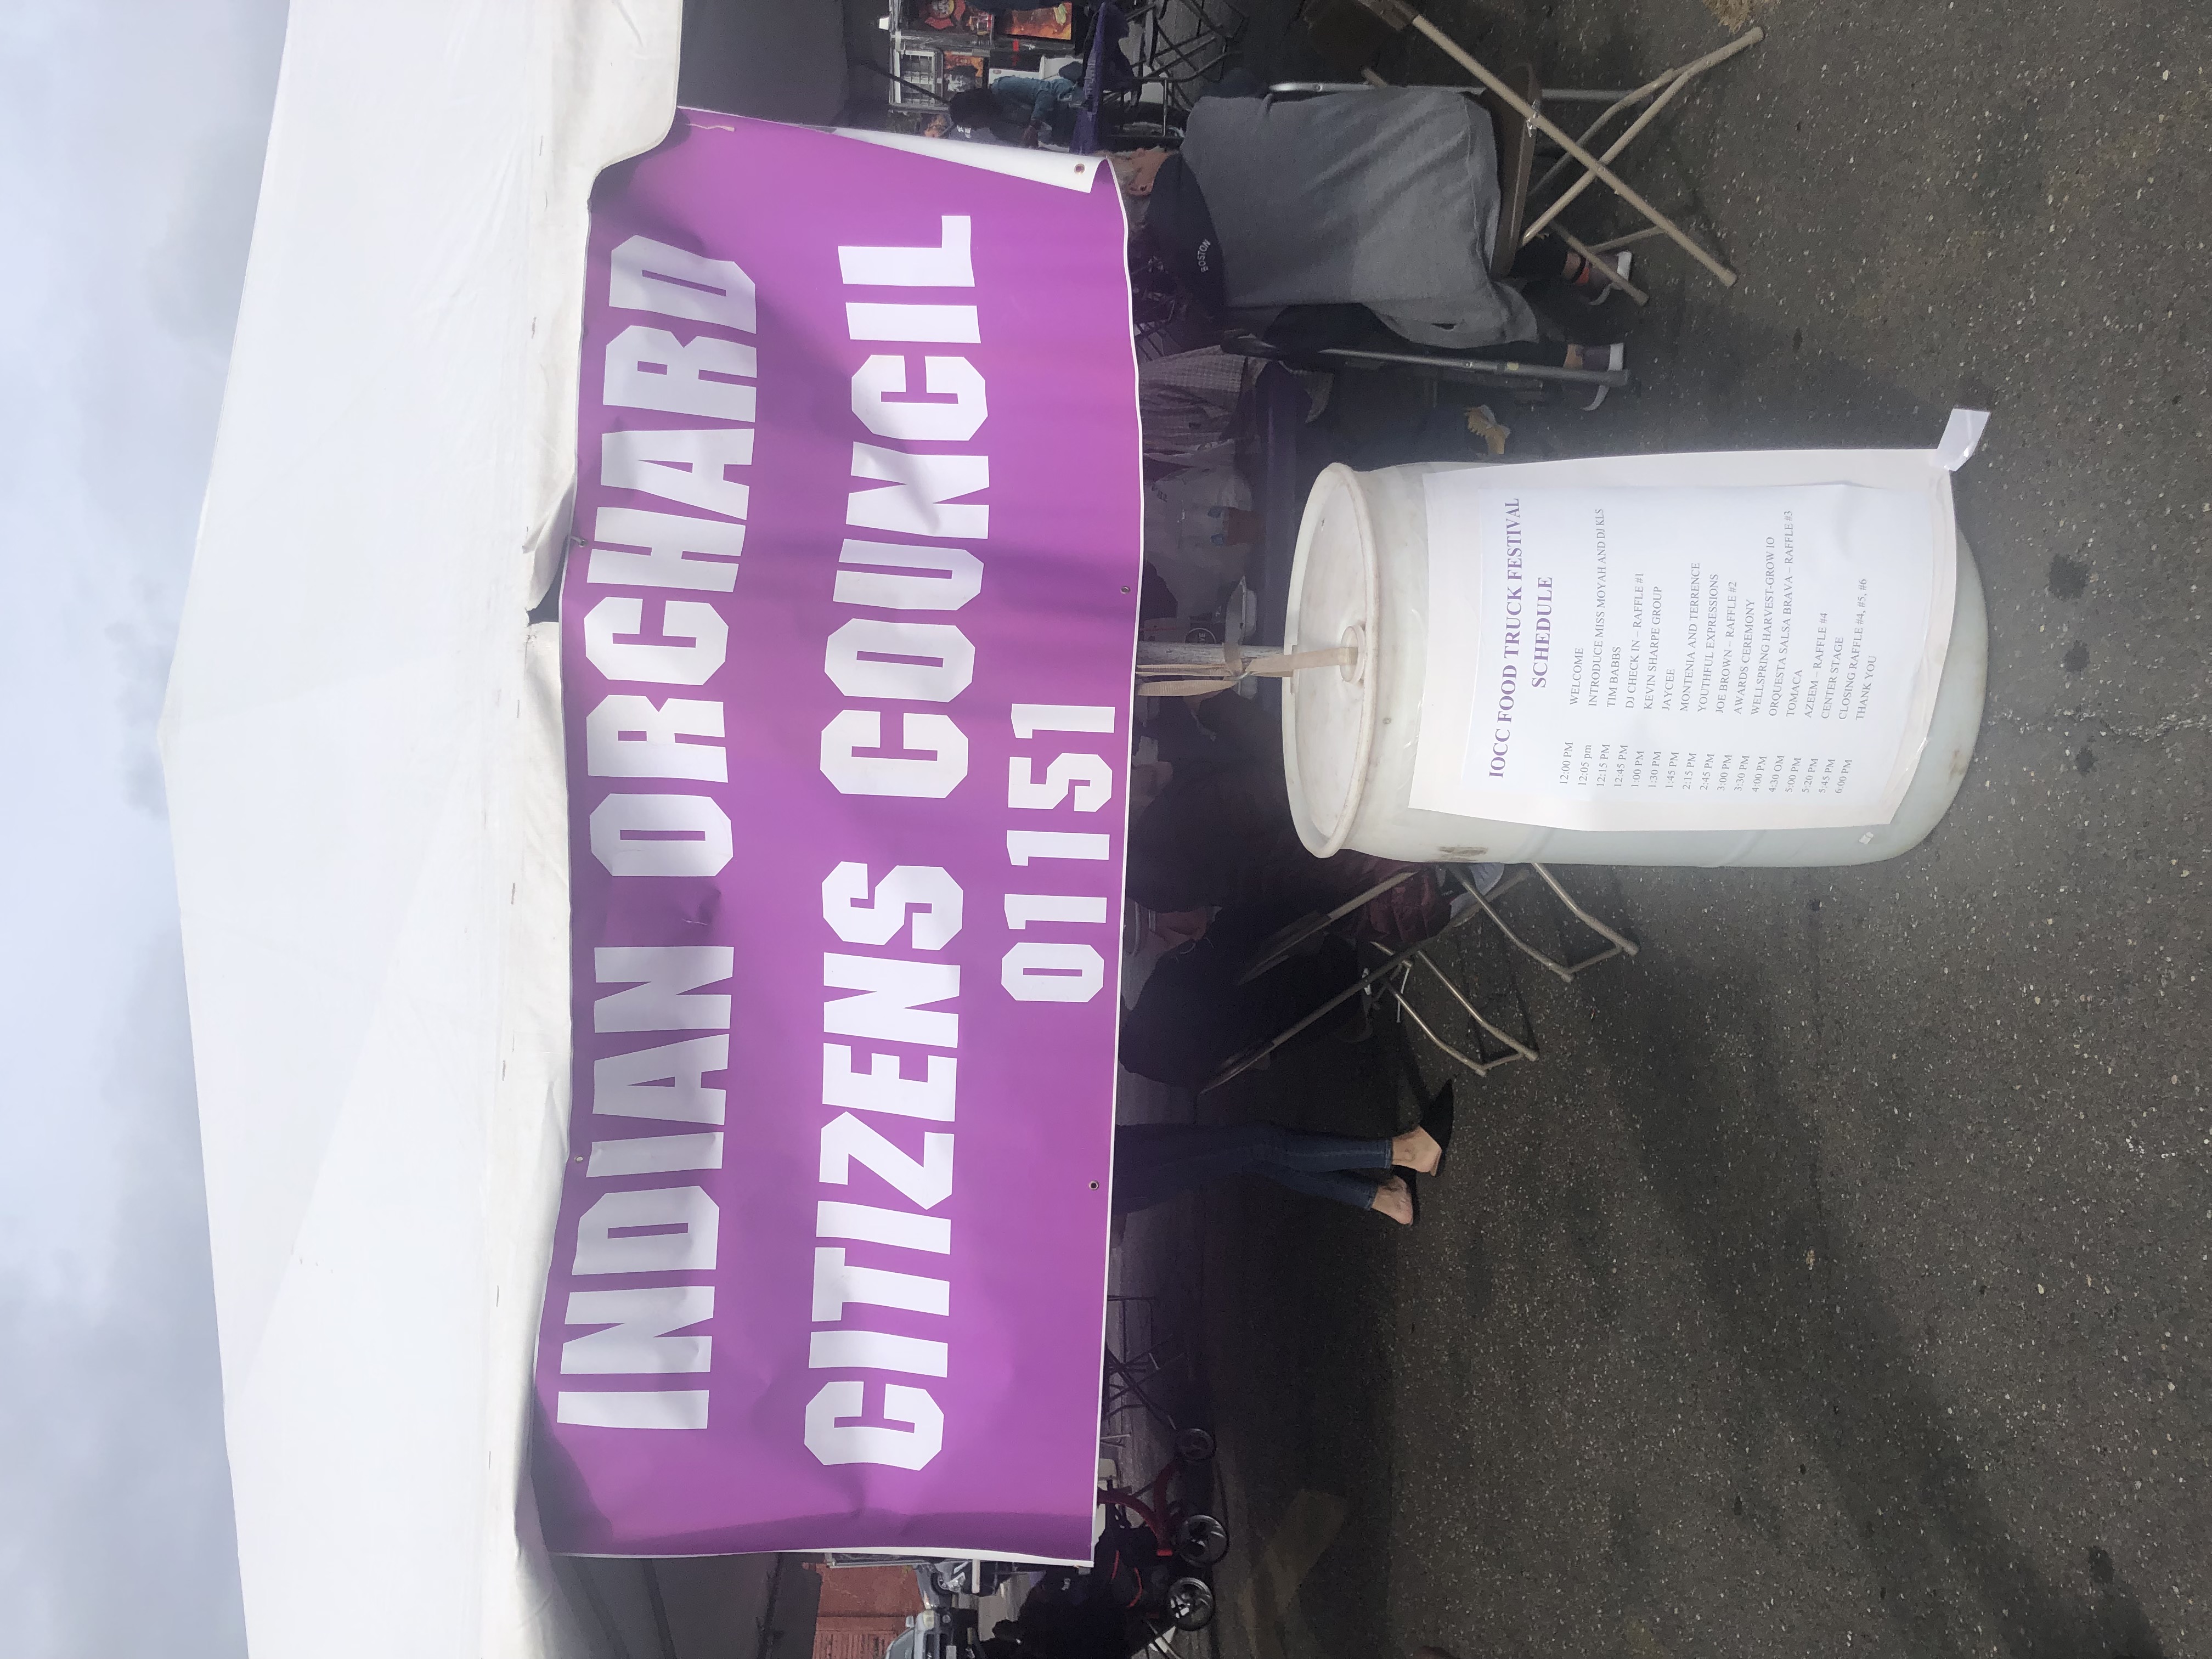 INDIAN ORCHARD
CITIZENS COUNCIL
01151
BOSTON
IOCC FOOD TRUCK FESTIVAL
SCHEDULE
12:00 PM WELCOME
12:05 pm INTRODUCE MISS MOYAH AND DJ KLS
12:15 PM TIM BABBS
12:45 PM DJ CHECK IN – RAFFLE #1
1:00 PM KEVIN SHARPE GROUP
1:30 PM JAYCEE
1:45 PM MONTENIA AND TERRENCE
2:15 PM YOUTHFUL EXPRESSIONS
2:45 PM JOE BROWN – RAFFLE #2
3:00 PM AWARDS CEREMONY
3:30 PM WELLSPRING HARVEST-GROW IO
4:00 PM ORQUESTA SALSA BRAVA – RAFFLE #3
4:30 OM TOMACA
5:00 PM AZEEM – RAFFLE #4
5:20 PM CENTER STAGE
5:45 PM CLOSING RAFFLE #4, #5, #6
6:00 PM THANK YOU